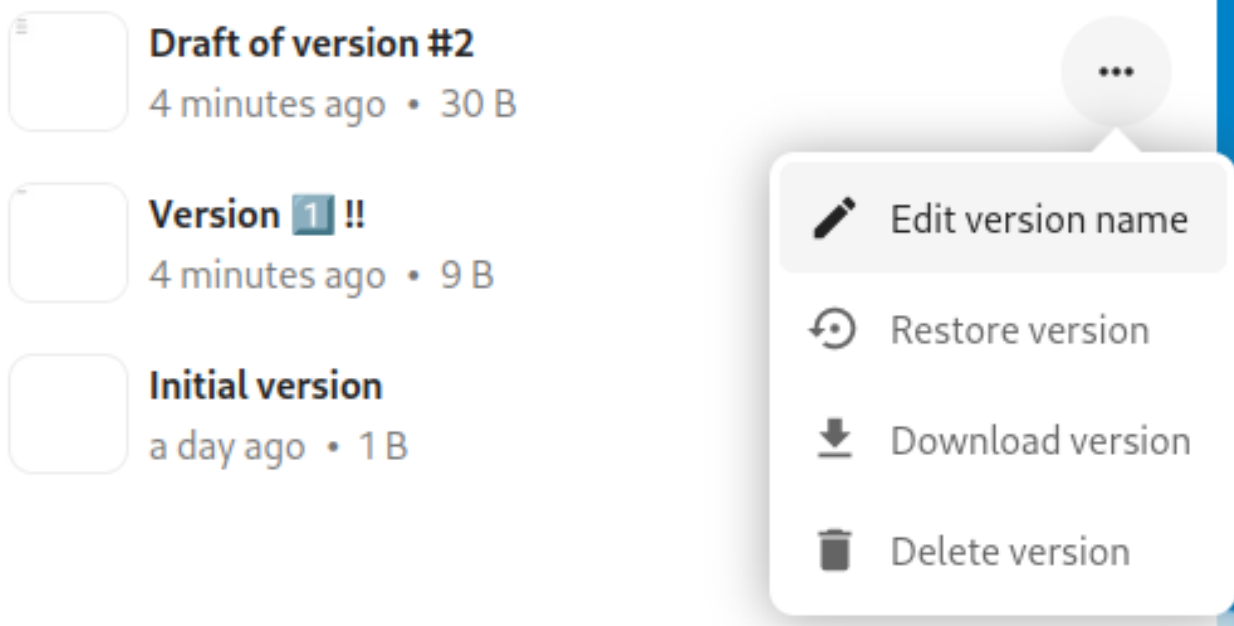 Draft of version #2
4 minutes ago • 30 B
Version 1️⃣ !!
4 minutes ago • 9 B
Initial version
a day ago • 1 B
Edit version name
Restore version
Download version
Delete version